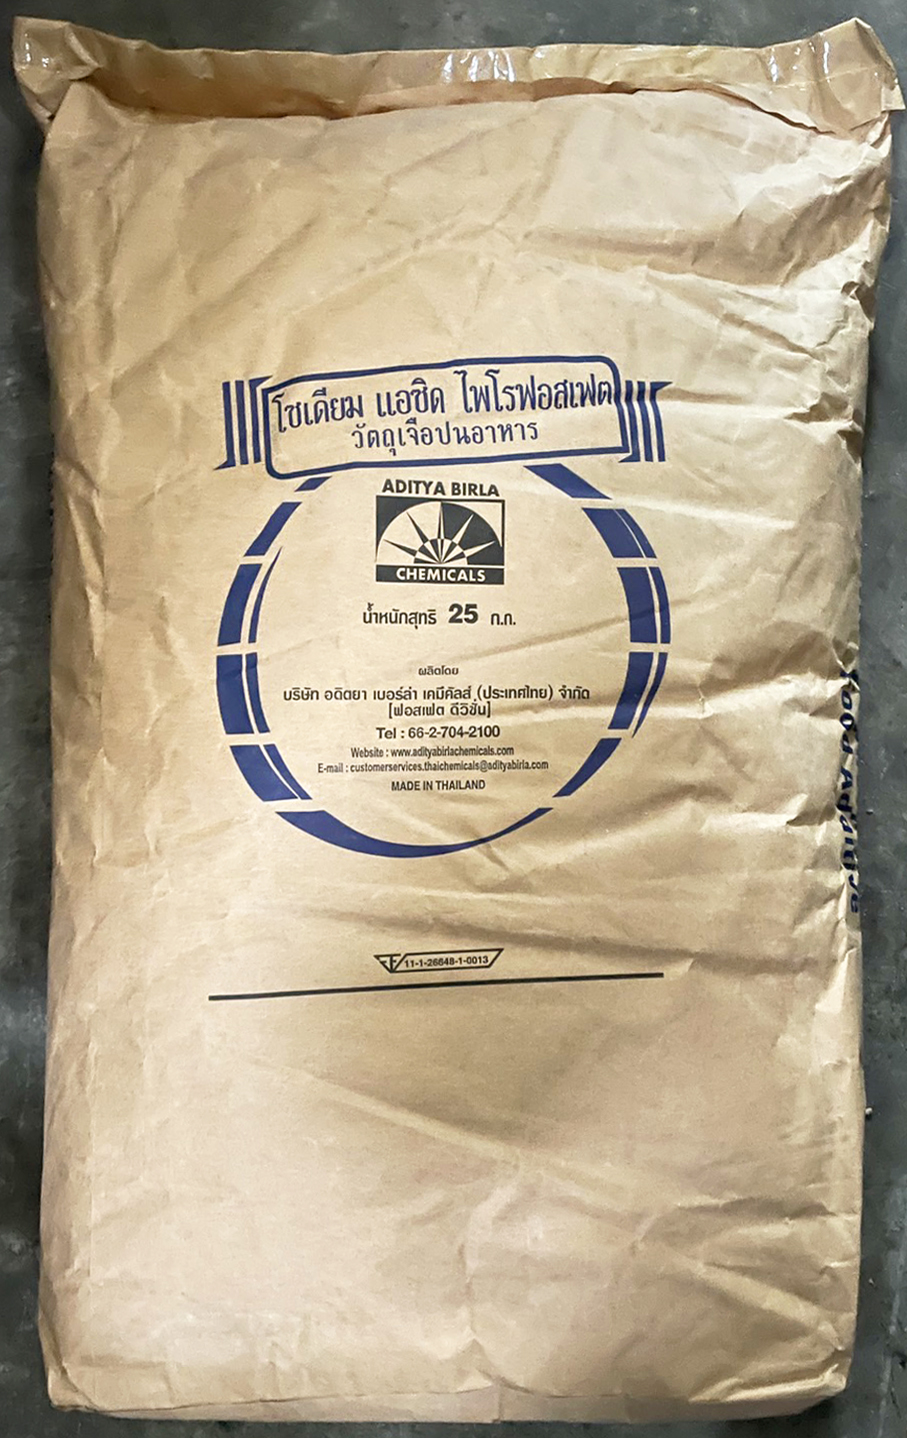 โซเดียม แอซิด ไพโรฟอสเฟต
วัตถุเจือปนอาหาร
ADITYA BIRLA
CHEMICALS
น้ำหนักสุทธิ 25 ก.ก.
ผลิตโดย
บริษัท อดิตยา เบอร์ล่า เคมีคัลส์ (ประเทศไทย) จำกัด
[ฟอสเฟต ดีวิชั่น]
Tel : 66-2-704-2100
Website : www.adityabirlachemicals.com
E-mail : customerservices.thaichemicals@adityabirla.com
MADE IN THAILAND
11-1-26648-1-0013
Food Additive